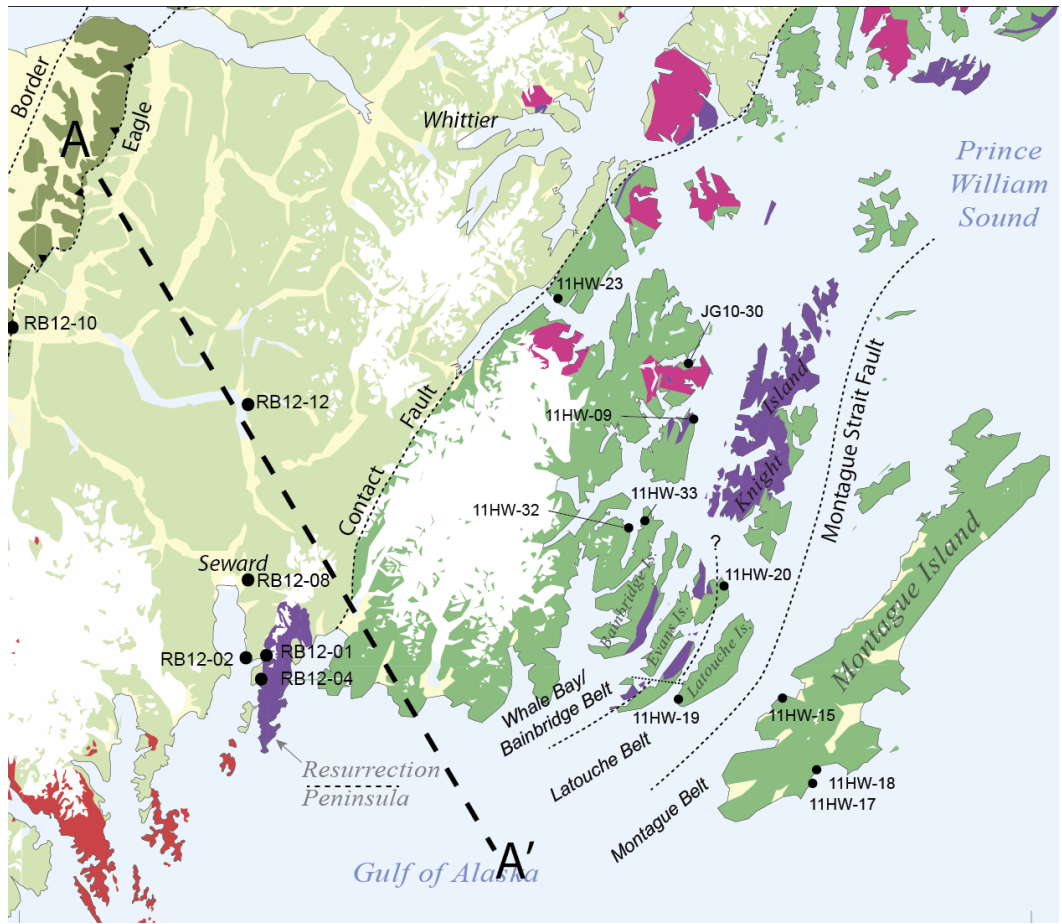 Border
A
Eagle
Whittier
Prince
William
Sound
RB12-10
11HW-23
JG10-30
RB12-12
11HW-09
Contact
Fault
Knight
Island
Montague Strait Fault
11HW-33
11HW-32
Seward
RB12-08
?
11HW-20
Bainbridge Is.
Evans Is.
Latouche Is.
Montague Island
RB12-01
RB12-02
RB12-04
11HW-19
11HW-15
Whale Bay/
Bainbridge Belt
Latouche Belt
Montague Belt
Resurrection
Peninsula
11HW-18
11HW-17
A'
Gulf of Alaska